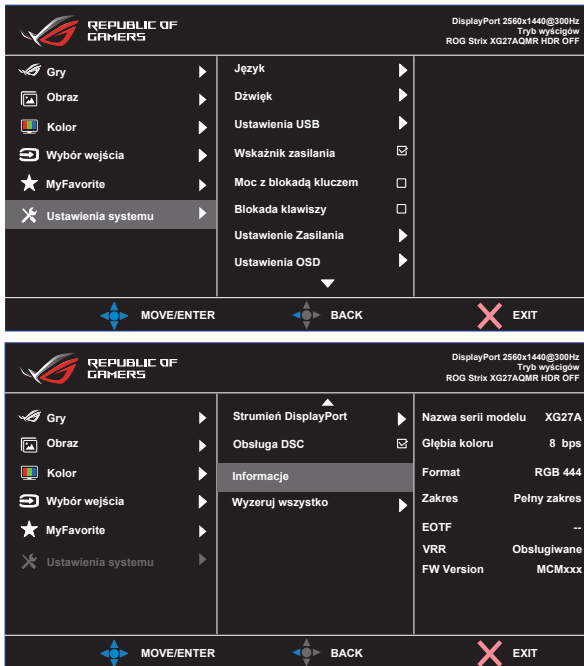 REPUBLIC OF
GAMERS
DisplayPort 2560x1440@300Hz
Tryb wyścigów
ROG Strix XG27AQMR HDR OFF
Gry
Obraz
Kolor
Wybór wejścia
MyFavorite
Ustawienia systemu
Język
Dźwięk
Ustawienia USB
Wskaźnik zasilania
Moc z blokadą kluczem
Blokada klawiszy
Ustawienie Zasilania
Ustawienia OSD
MOVE/ENTER
BACK
EXIT
REPUBLIC OF
GAMERS
DisplayPort 2560x1440@300Hz
Tryb wyścigów
ROG Strix XG27AQMR HDR OFF
Gry
Obraz
Kolor
Wybór wejścia
MyFavorite
Ustawienia systemu
Strumień DisplayPort
Obsługa DSC
Informacje
Wyzeruj wszystko
Nazwa serii modelu XG27A
Głębia koloru 8 bps
Format RGB 444
Zakres Pełny zakres
EOTF --
VRR Obsługiwane
FW Version MCMxxx
MOVE/ENTER
BACK
EXIT